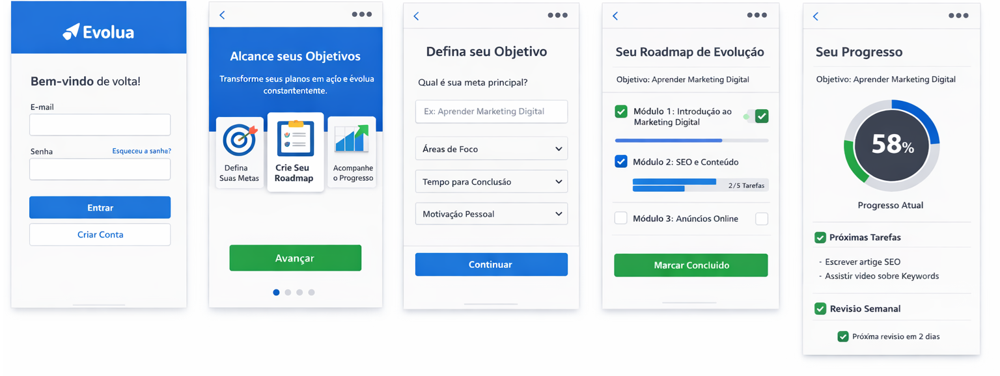 Evolua
Bem-vindo de volta!
E-mail
Senha
Esqueceu a sanha?
Entrar
Criar Conta
Alcance seus Objetivos
Transforme seus planos em ação e évolua
constantentente.
Defina
Suas Metas
Crie Seu
Roadmap
Acompanhe
o Progresso
Avançar
Defina seu Objetivo
Qual é sua meta principal?
Ex: Aprender Marketing Digital
Áreas de Foco
Tempo para Conclusáo
Motivação Pessoal
Continuar
Seu Roadmap de Evoluçáo
Objetivo: Aprender Marketing Digital
Módulo 1: Introdução ao
Marketing Digital
Módulo 2: SEO e Conteúdo
2/5 Tarefas
Módulo 3: Anúncios Online
Marcar Concluido
Seu Progresso
Objetivo: Aprender Marketing Digital
58%
Progresso Atual
Próximas Tarefas
- Escrever artige SEO
- Assistir video sobre Keywords
Revisio Semanal
Próxima revisio em 2 dias